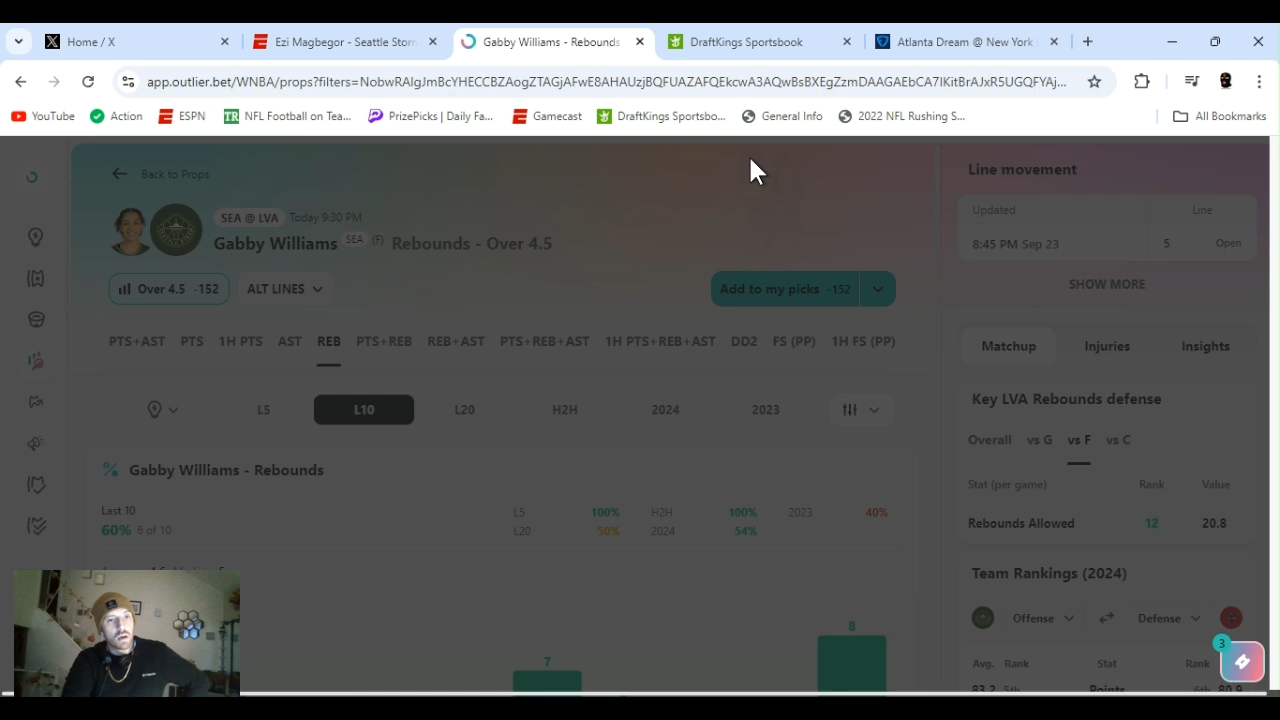 Home / X
Ezi Magbegor - Seattle Storm
Gabby Williams - Rebounds
DraftKings Sportsbook
Atlanta Dream @ New York
app.outlier.bet/WNBA/props?filters=NobwRAlgJmBcYHECCBZAogZTAGjAFwE8AHAUzjBQFUAZAFQEkcwA3AQwBsBXEgZzmDAAGAEbCA7IKitBrAJxR5UGQFYAj...
YouTube
Action
ESPN
NFL Football on Tea...
PrizePicks | Daily Fa...
Gamecast
DraftKings Sportsbo...
General Info
2022 NFL Rushing S...
All Bookmarks
Back to Props
SEA @ LVA Today 9:30 PM
Gabby Williams SEA (F) Rebounds - Over 4.5
Over 4.5 -152
ALT LINES
Add to my picks -152
PTS+AST PTS 1H PTS AST REB PTS+REB REB+AST PTS+REB+AST 1H PTS+REB+AST DD2 FS (PP) 1H FS (PP)
L5 L10 L20 H2H 2024 2023
% Gabby Williams - Rebounds
Last 10
60% 6 of 10
L5 100% H2H 100% 2023 40%
L20 50% 2024 54%
7
8
Line movement
Updated Line
8:45 PM Sep 23 5 Open
SHOW MORE
Matchup Injuries Insights
Key LVA Rebounds defense
Overall vs G vs F vs C
Stat (per game) Rank Value
Rebounds Allowed 12 20.8
Team Rankings (2024)
Offense Defense
3
Avg. Rank Stat Rank
83.2 5th Points 6th 80.9